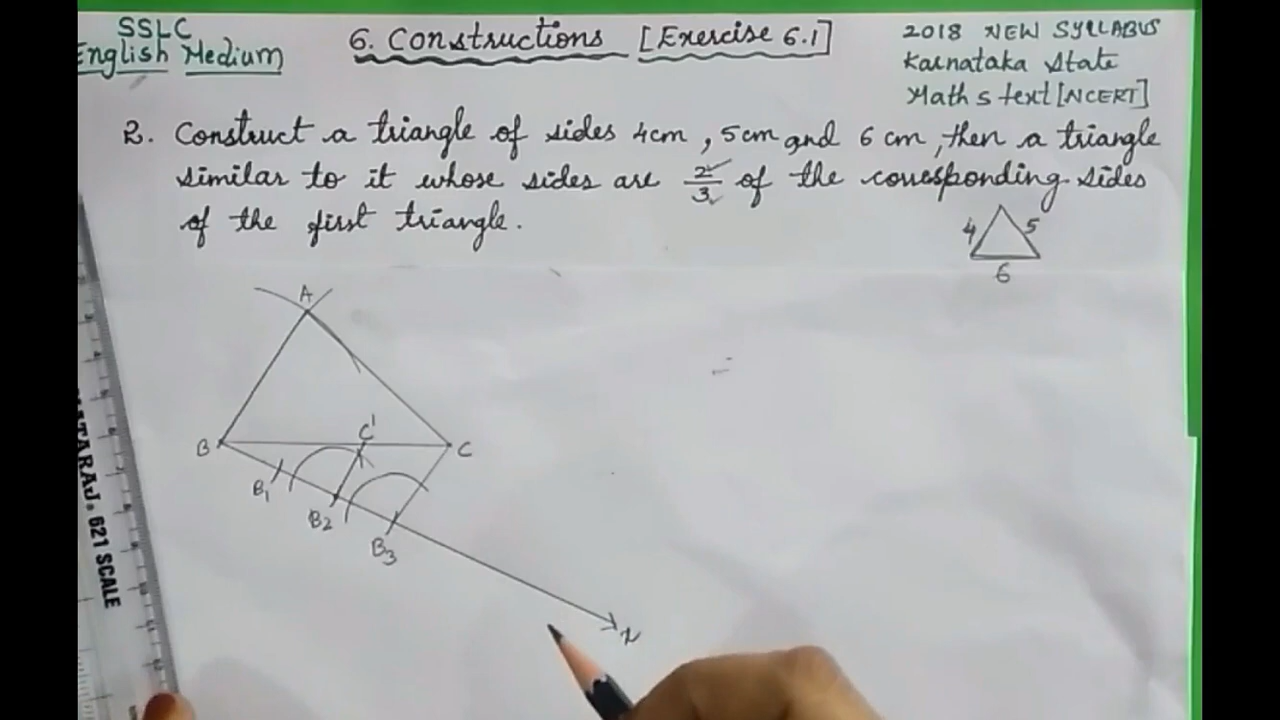 SSLC
English Medium
6. Constructions [Exercise 6.1]
2018 NEW SYLLABUS
Karnataka State
Maths text [NCERT]
2. Construct a triangle of sides 4cm, 5cm and 6 cm, then a triangle
similar to it whose sides are 2/3 of the corresponding sides
of the first triangle.
4 5
6
A
B C' C
B1
B2
B3
X
NATARAJ. 621 SCALE